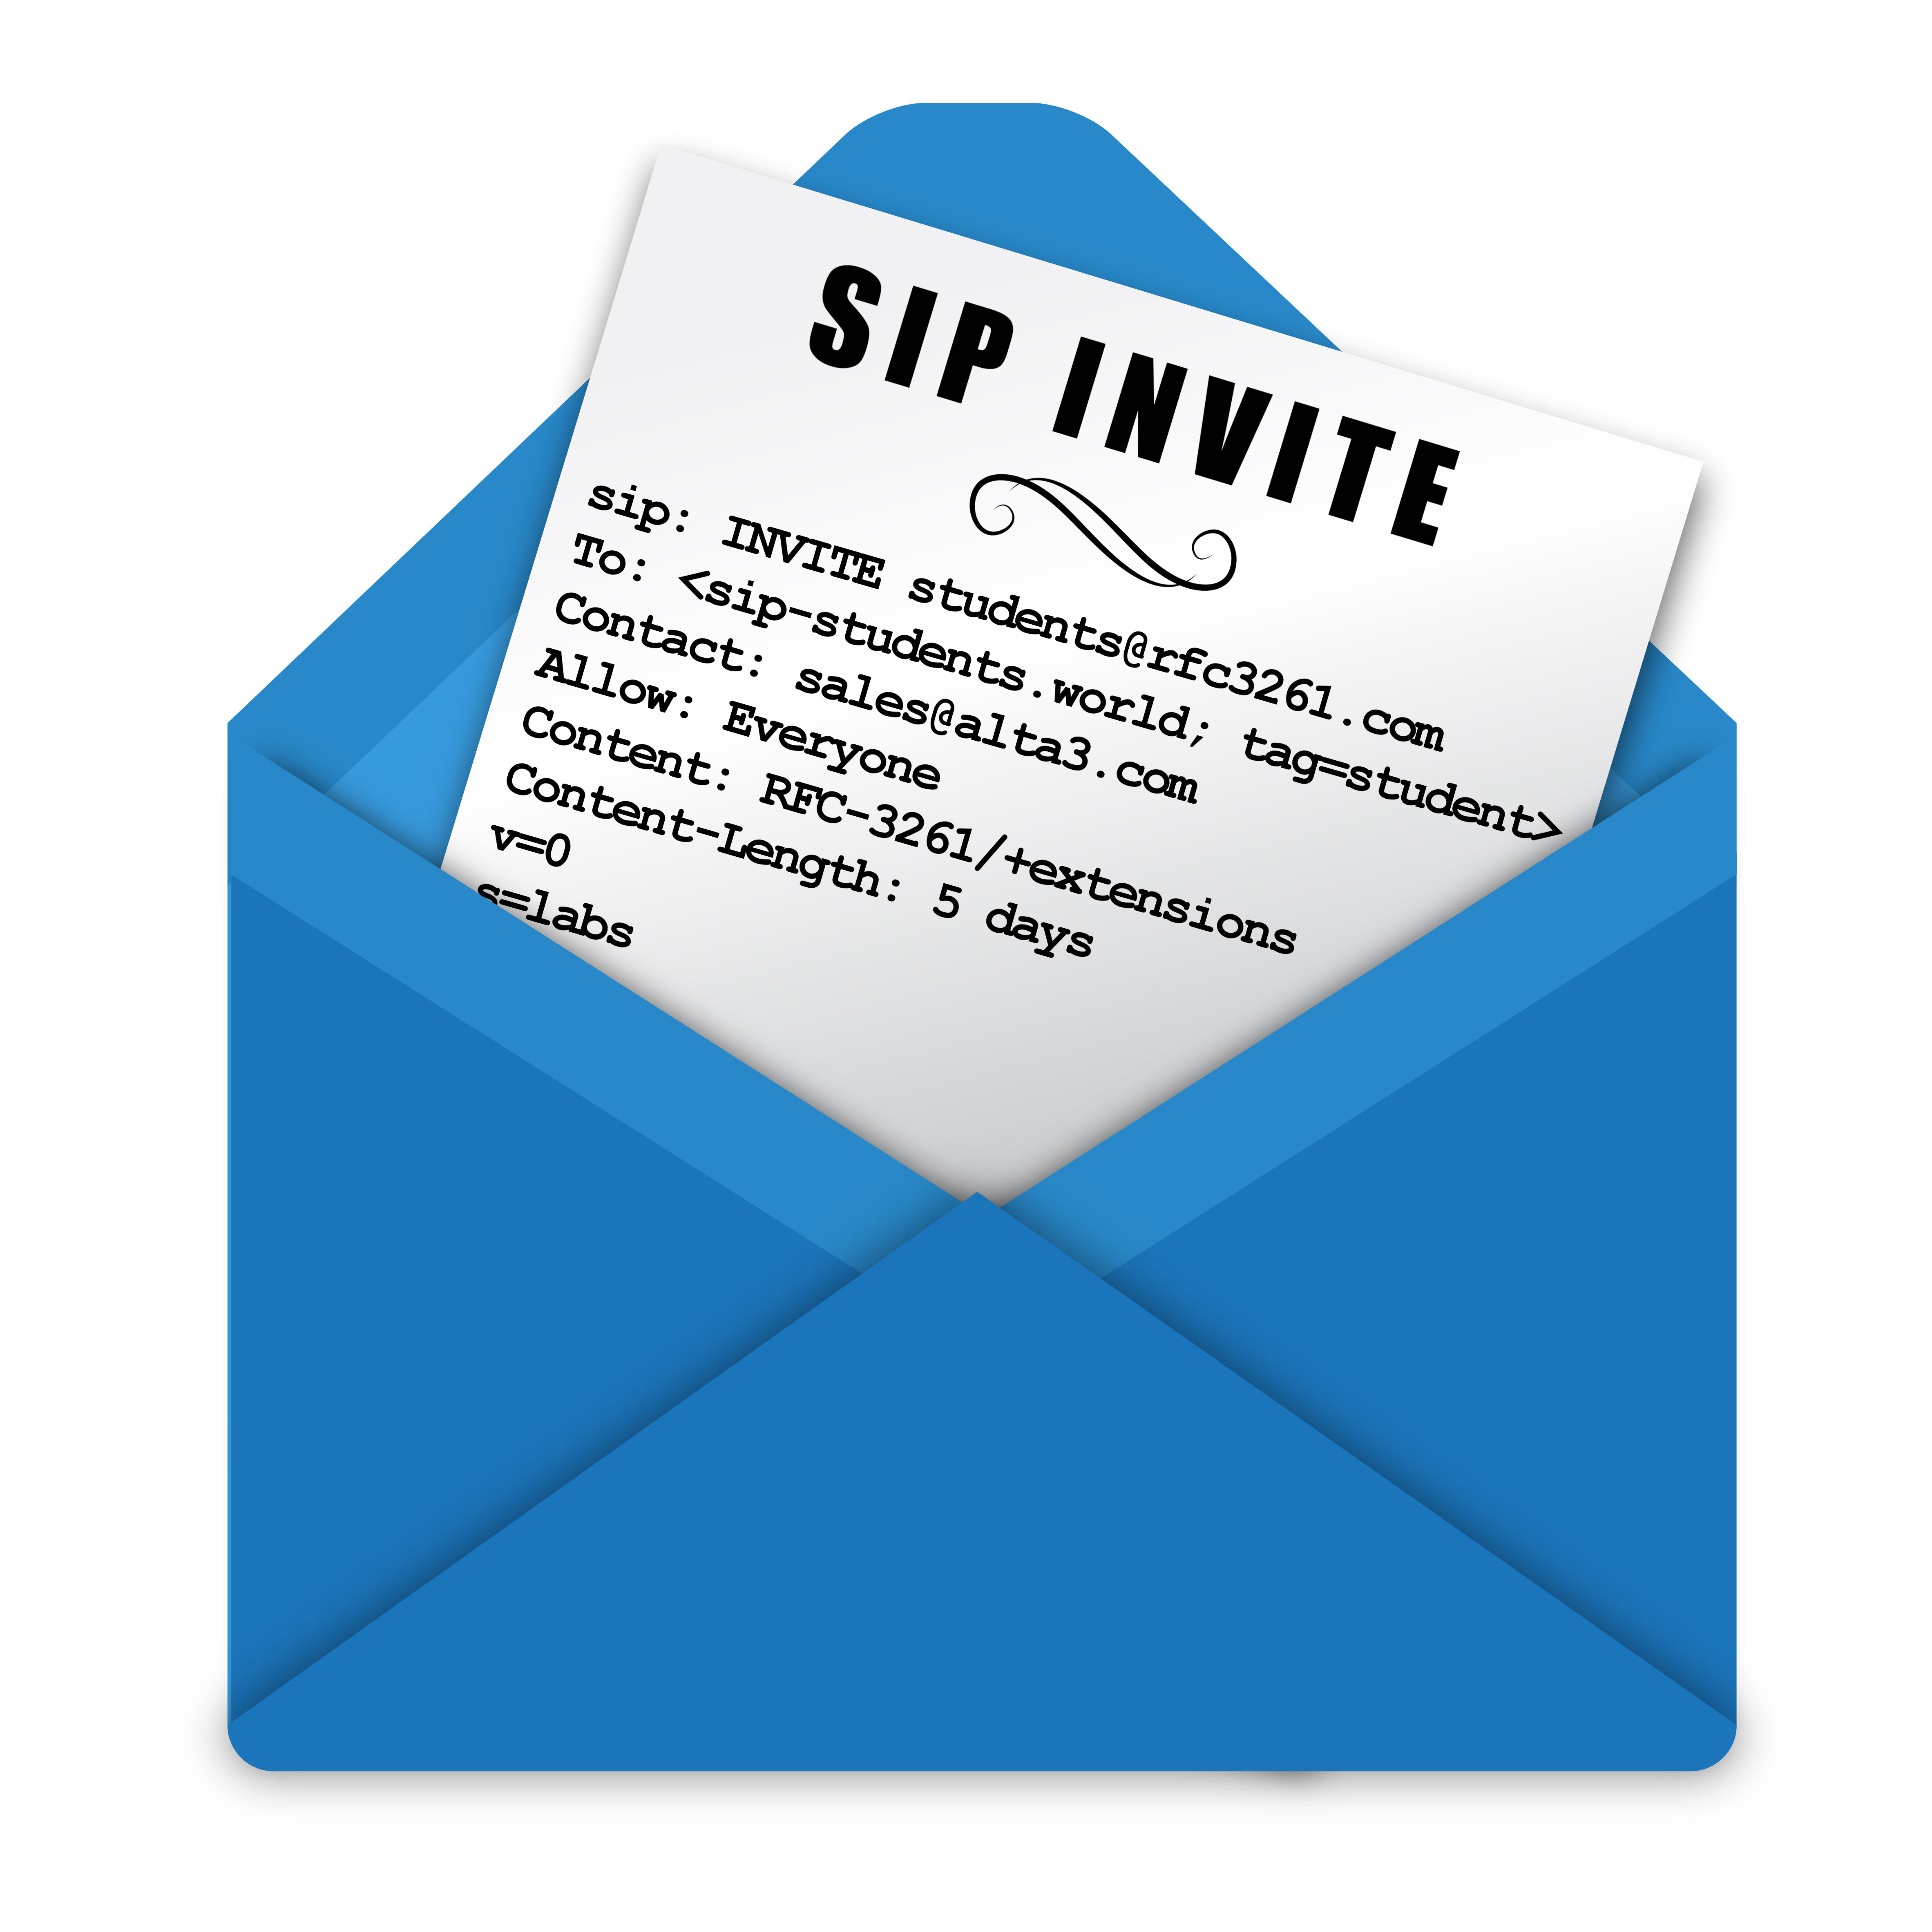 SIP INVITE
sip: INVITE students@rfc3261.com
To: <sip-students.world; tag=student>
Contact: sales@alta3.com
Allow: Everyone
Content: RFC-3261/+extensions
Content-Length: 5 days
v=0
s=labs